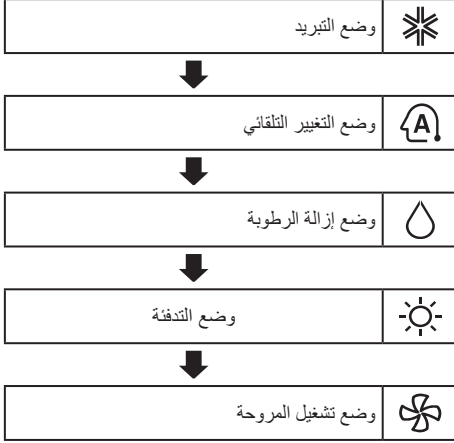 وضع التبريد
وضع التغيير التلقائي
A
وضع إزالة الرطوبة
وضع التدفئة
وضع تشغيل المروحة